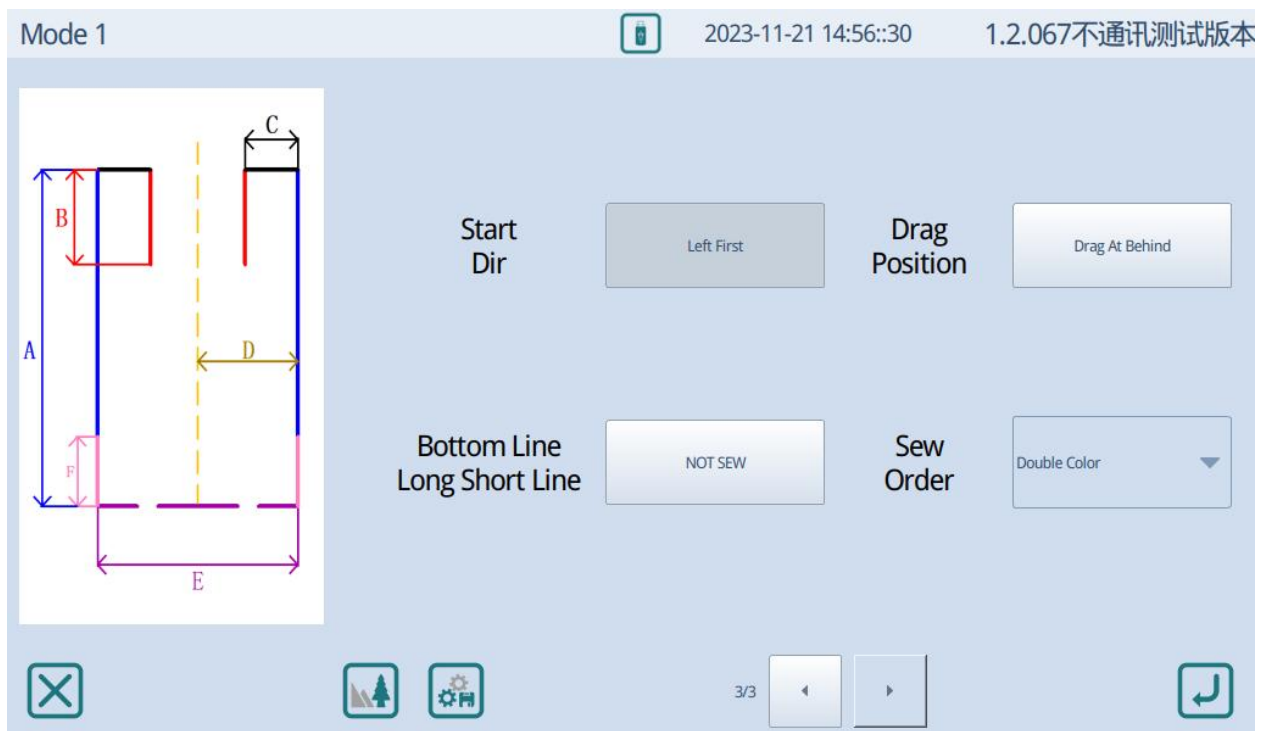 Mode 1
2023-11-21 14:56::30
1.2.067不通讯测试版本
C
B
A
D
F
E
Start
Dir
Left First
Drag
Position
Drag At Behind
Bottom Line
Long Short Line
NOT SEW
Sew
Order
Double Color
3/3